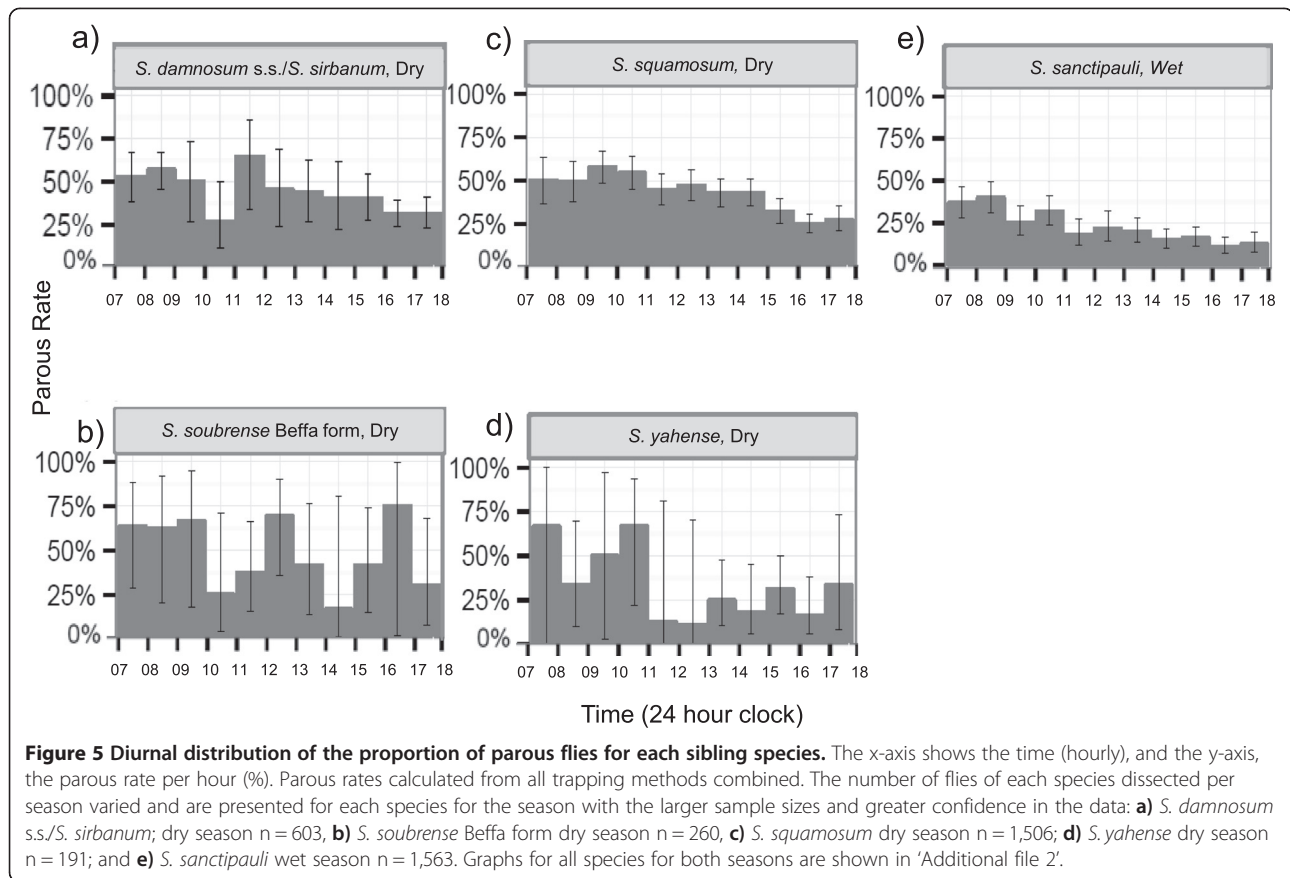 a)
S. damnosum s.s./S. sirbanum, Dry
100%
75%
50%
25%
0%
07 08 09 10 11 12 13 14 15 16 17 18
c)
S. squamosum, Dry
100%
75%
50%
25%
0%
07 08 09 10 11 12 13 14 15 16 17 18
e)
S. sanctipauli, Wet
100%
75%
50%
25%
0%
07 08 09 10 11 12 13 14 15 16 17 18
Parous Rate
b)
S. soubrense Beffa form, Dry
100%
75%
50%
25%
0%
07 08 09 10 11 12 13 14 15 16 17 18
d)
S. yahense, Dry
100%
75%
50%
25%
0%
07 08 09 10 11 12 13 14 15 16 17 18
Time (24 hour clock)
Figure 5 Diurnal distribution of the proportion of parous flies for each sibling species. The x-axis shows the time (hourly), and the y-axis,
the parous rate per hour (%). Parous rates calculated from all trapping methods combined. The number of flies of each species dissected per
season varied and are presented for each species for the season with the larger sample sizes and greater confidence in the data: a) S. damnosum
s.s./S. sirbanum; dry season n = 603, b) S. soubrense Beffa form dry season n = 260, c) S. squamosum dry season n = 1,506; d) S. yahense dry season
n = 191; and e) S. sanctipauli wet season n = 1,563. Graphs for all species for both seasons are shown in ‘Additional file 2’.